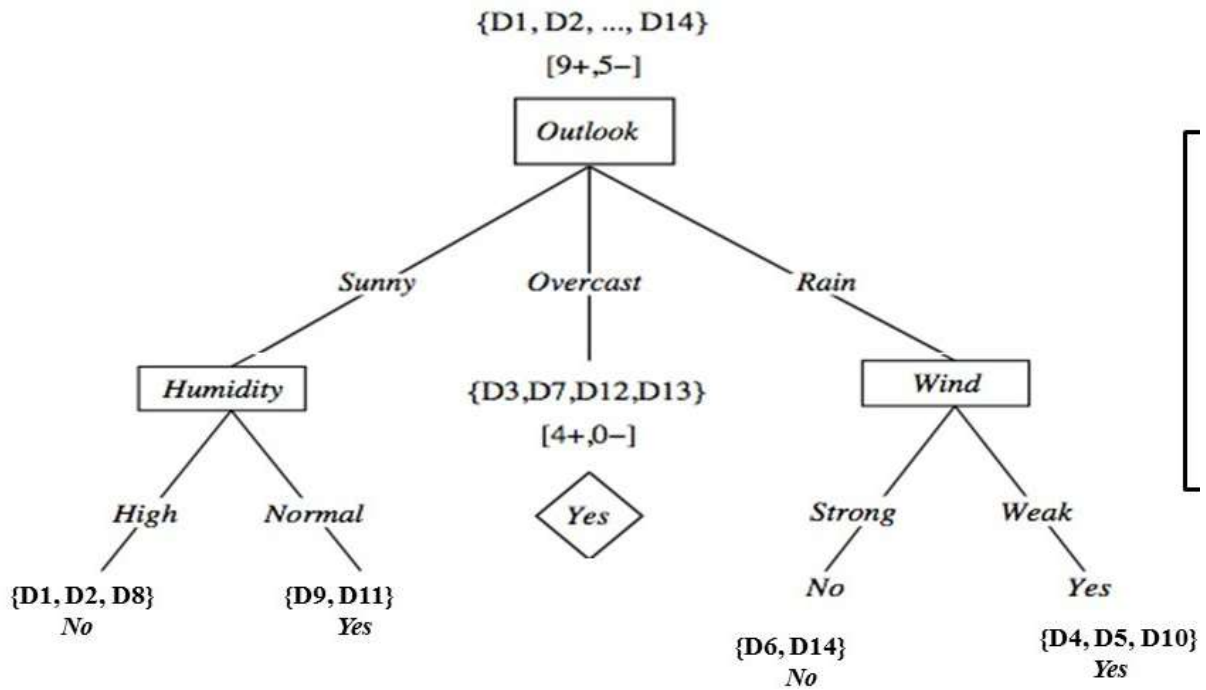 {D1, D2, ..., D14}
[9+,5−]
Outlook
Sunny
Overcast
Rain
Humidity
{D3,D7,D12,D13}
[4+,0−]
Wind
High
Normal
Yes
Strong
Weak
{D1, D2, D8}
No
{D9, D11}
Yes
No
Yes
{D6, D14}
No
{D4, D5, D10}
Yes